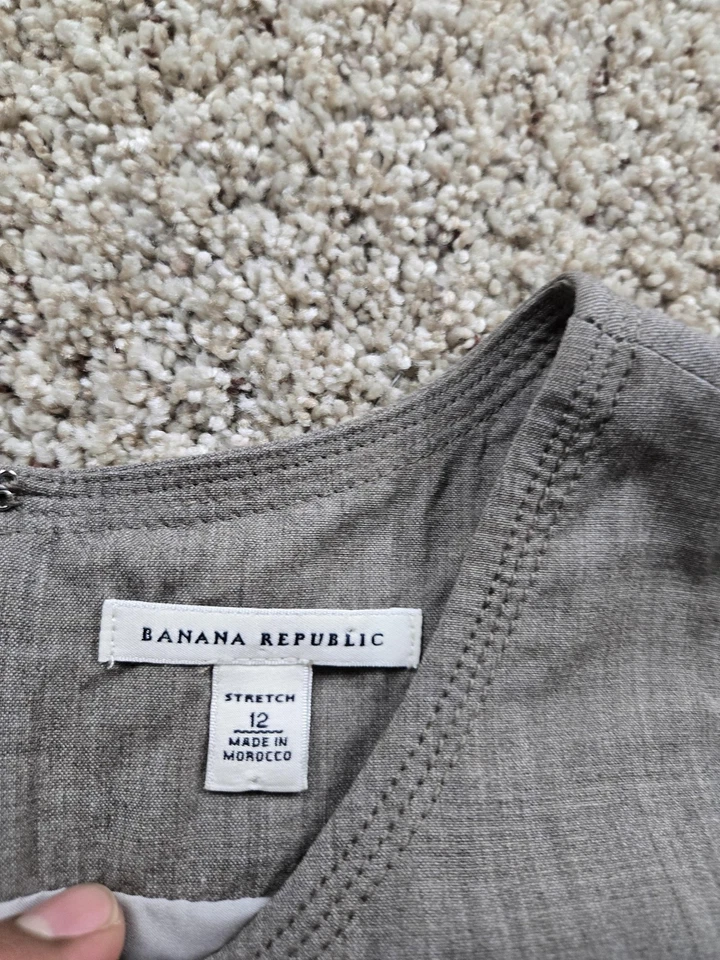 BANANA REPUBLIC
STRETCH
12
MADE IN
MOROCCO